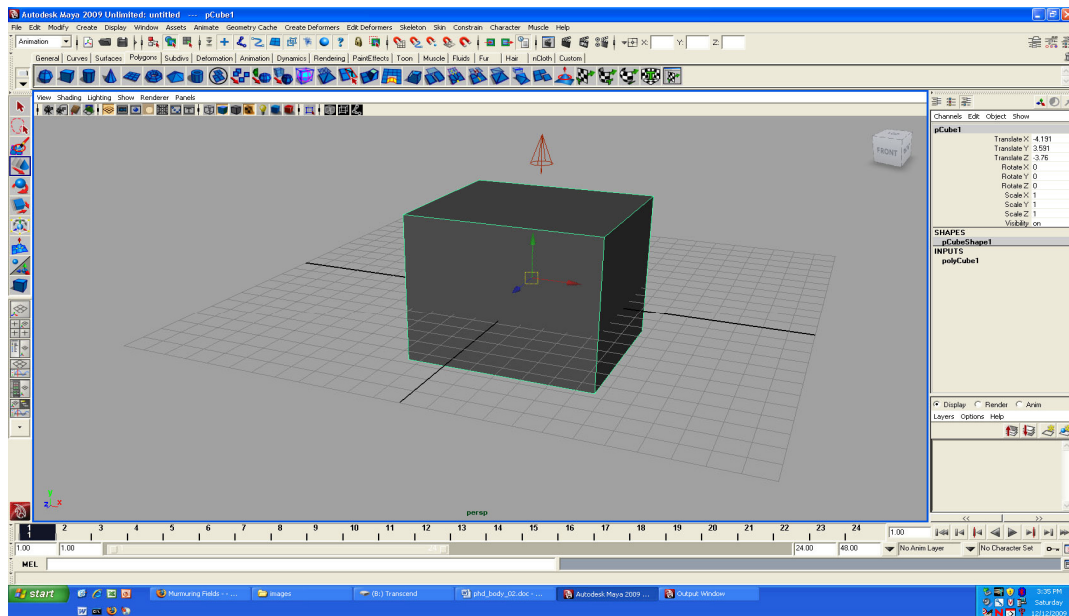 Autodesk Maya 2009 Unlimited: untitled --- pCube1
File Edit Modify Create Display Window Assets Animate Geometry Cache Create Deformers Edit Deformers Skeleton Skin Constrain Character Muscle Help
Animation X: Y: Z:
General Curves Surfaces Polygons Subdivs Deformation Animation Dynamics Rendering PaintEffects Toon Muscle Fluids Fur Hair nCloth Custom
View Shading Lighting Show Renderer Panels
FRONT
Channels Edit Object Show
pCube1
Translate X -4.191
Translate Y 3.591
Translate Z -3.76
Rotate X 0
Rotate Y 0
Rotate Z 0
Scale X 1
Scale Y 1
Scale Z 1
Visibility on
SHAPES
pCubeShape1
INPUTS
polyCube1
Display Render Anim
Layers Options Help
y
z x
persp
<< >>
1 2 3 4 5 6 7 8 9 10 11 12 13 14 15 16 17 18 19 20 21 22 23 24
1
1.00
1.00 1.00 24 24.00 48.00 No Anim Layer No Character Set
MEL
start Murmuring Fields - - ... images (B:) Transcend phd_body_02.doc - ... Autodesk Maya 2009 ... Output Window
3:35 PM
Saturday
12/12/2009